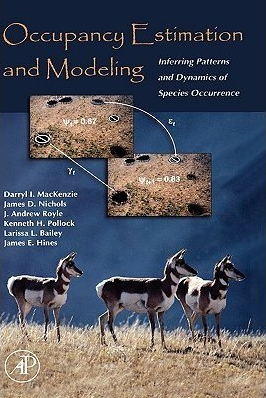 Occupancy Estimation
and Modeling
Inferring Patterns
and Dynamics of
Species Occurrence
ψt=0.67
εt
γt
ψt+1=0.83
Darryl I. MacKenzie
James D. Nichols
J. Andrew Royle
Kenneth H. Pollock
Larissa L. Bailey
James E. Hines
AP